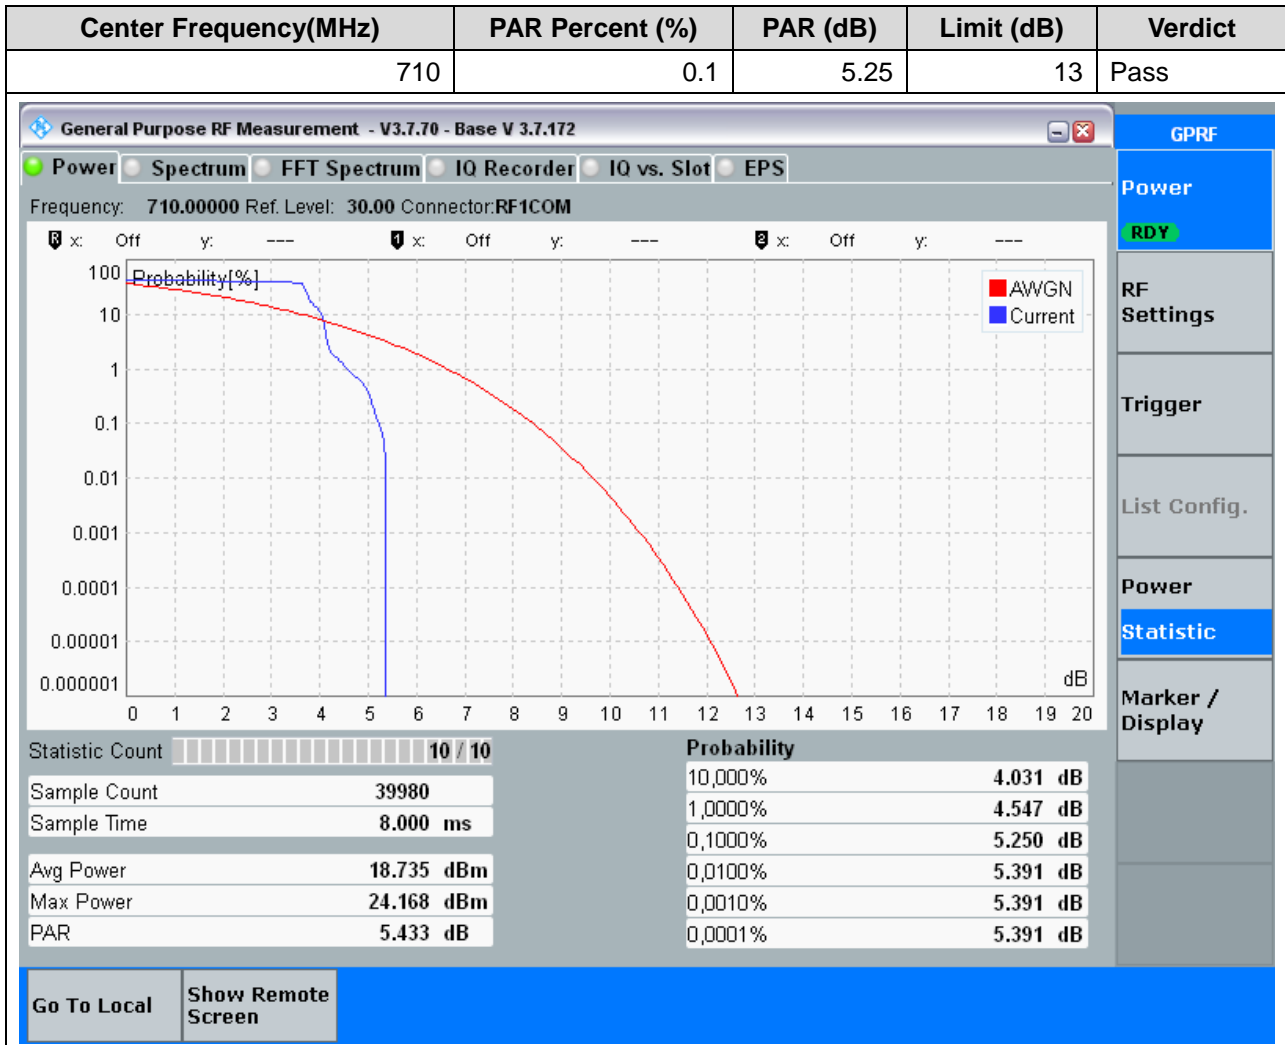 Center Frequency(MHz) PAR Percent (%) PAR (dB) Limit (dB) Verdict
710 0.1 5.25 13 Pass
General Purpose RF Measurement - V3.7.70 - Base V 3.7.172
GPRF
Power Spectrum FFT Spectrum IQ Recorder IQ vs. Slot EPS
Power
RDY
Frequency: 710.00000 Ref. Level: 30.00 Connector:RF1COM
R x: Off y: --- 1 x: Off y: --- 2 x: Off y: ---
Probability[%]
AWGN
Current
100
10
1
0.1
0.01
0.001
0.0001
0.00001
0.000001
dB
0 1 2 3 4 5 6 7 8 9 10 11 12 13 14 15 16 17 18 19 20
RF
Settings
Trigger
List Config.
Power
Statistic
Marker /
Display
Statistic Count 10 / 10
Sample Count 39980
Sample Time 8.000 ms
Avg Power 18.735 dBm
Max Power 24.168 dBm
PAR 5.433 dB
Probability
10,000% 4.031 dB
1,0000% 4.547 dB
0,1000% 5.250 dB
0,0100% 5.391 dB
0,0010% 5.391 dB
0,0001% 5.391 dB
Go To Local
Show Remote
Screen